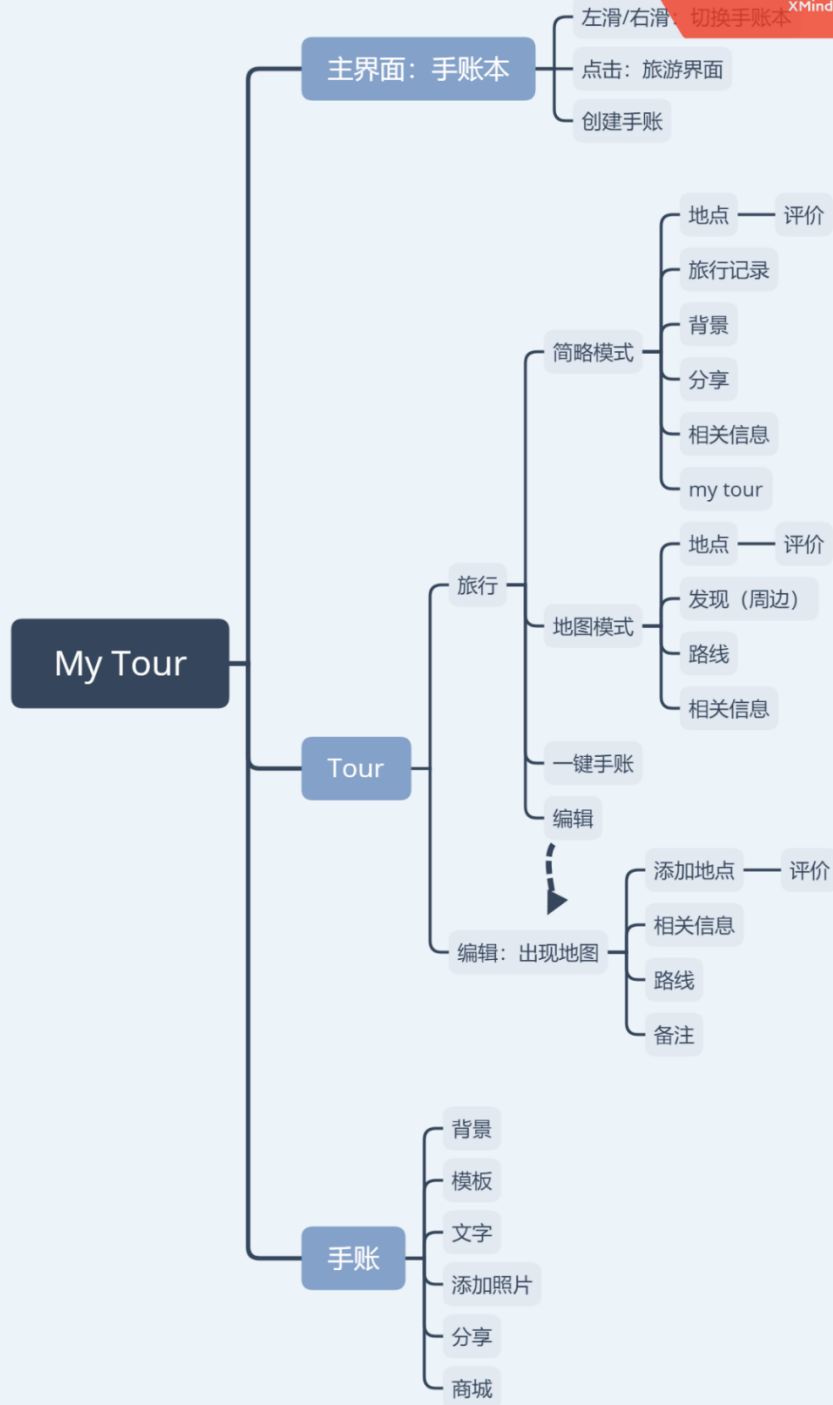 XMind
左滑/右滑：切换手账本
主界面：手账本
点击：旅游界面
创建手账
地点
评价
旅行记录
背景
简略模式
分享
相关信息
my tour
地点
评价
旅行
发现（周边）
地图模式
路线
My Tour
相关信息
Tour
一键手账
编辑
添加地点
评价
相关信息
编辑：出现地图
路线
备注
背景
模板
文字
手账
添加照片
分享
商城